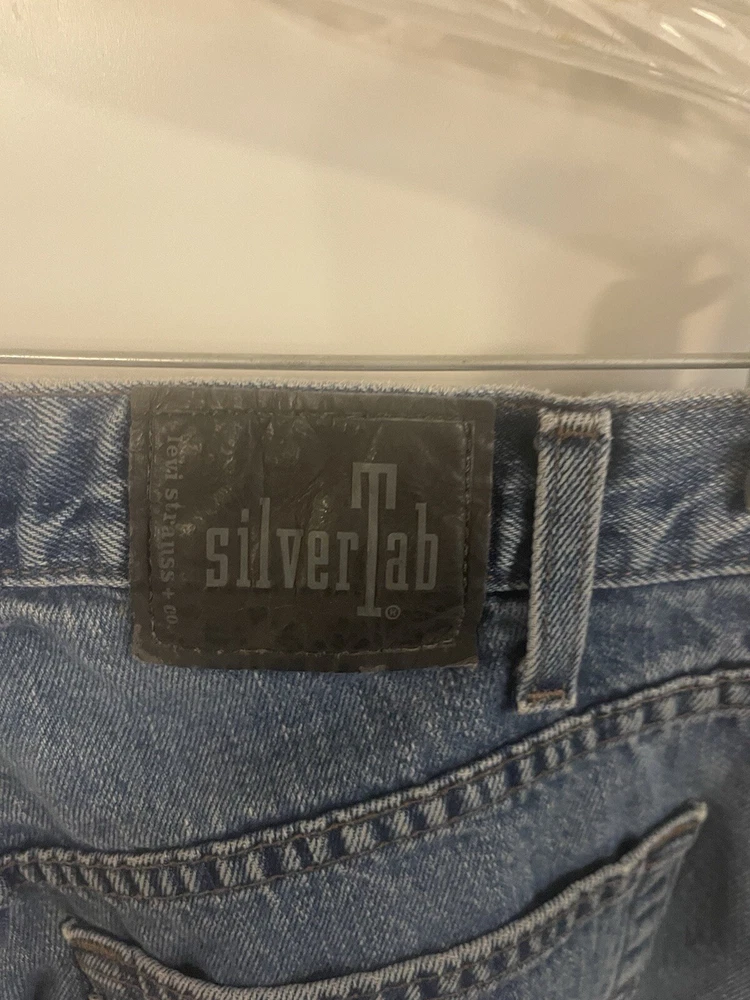 Levi Strauss + co.
silverTab®